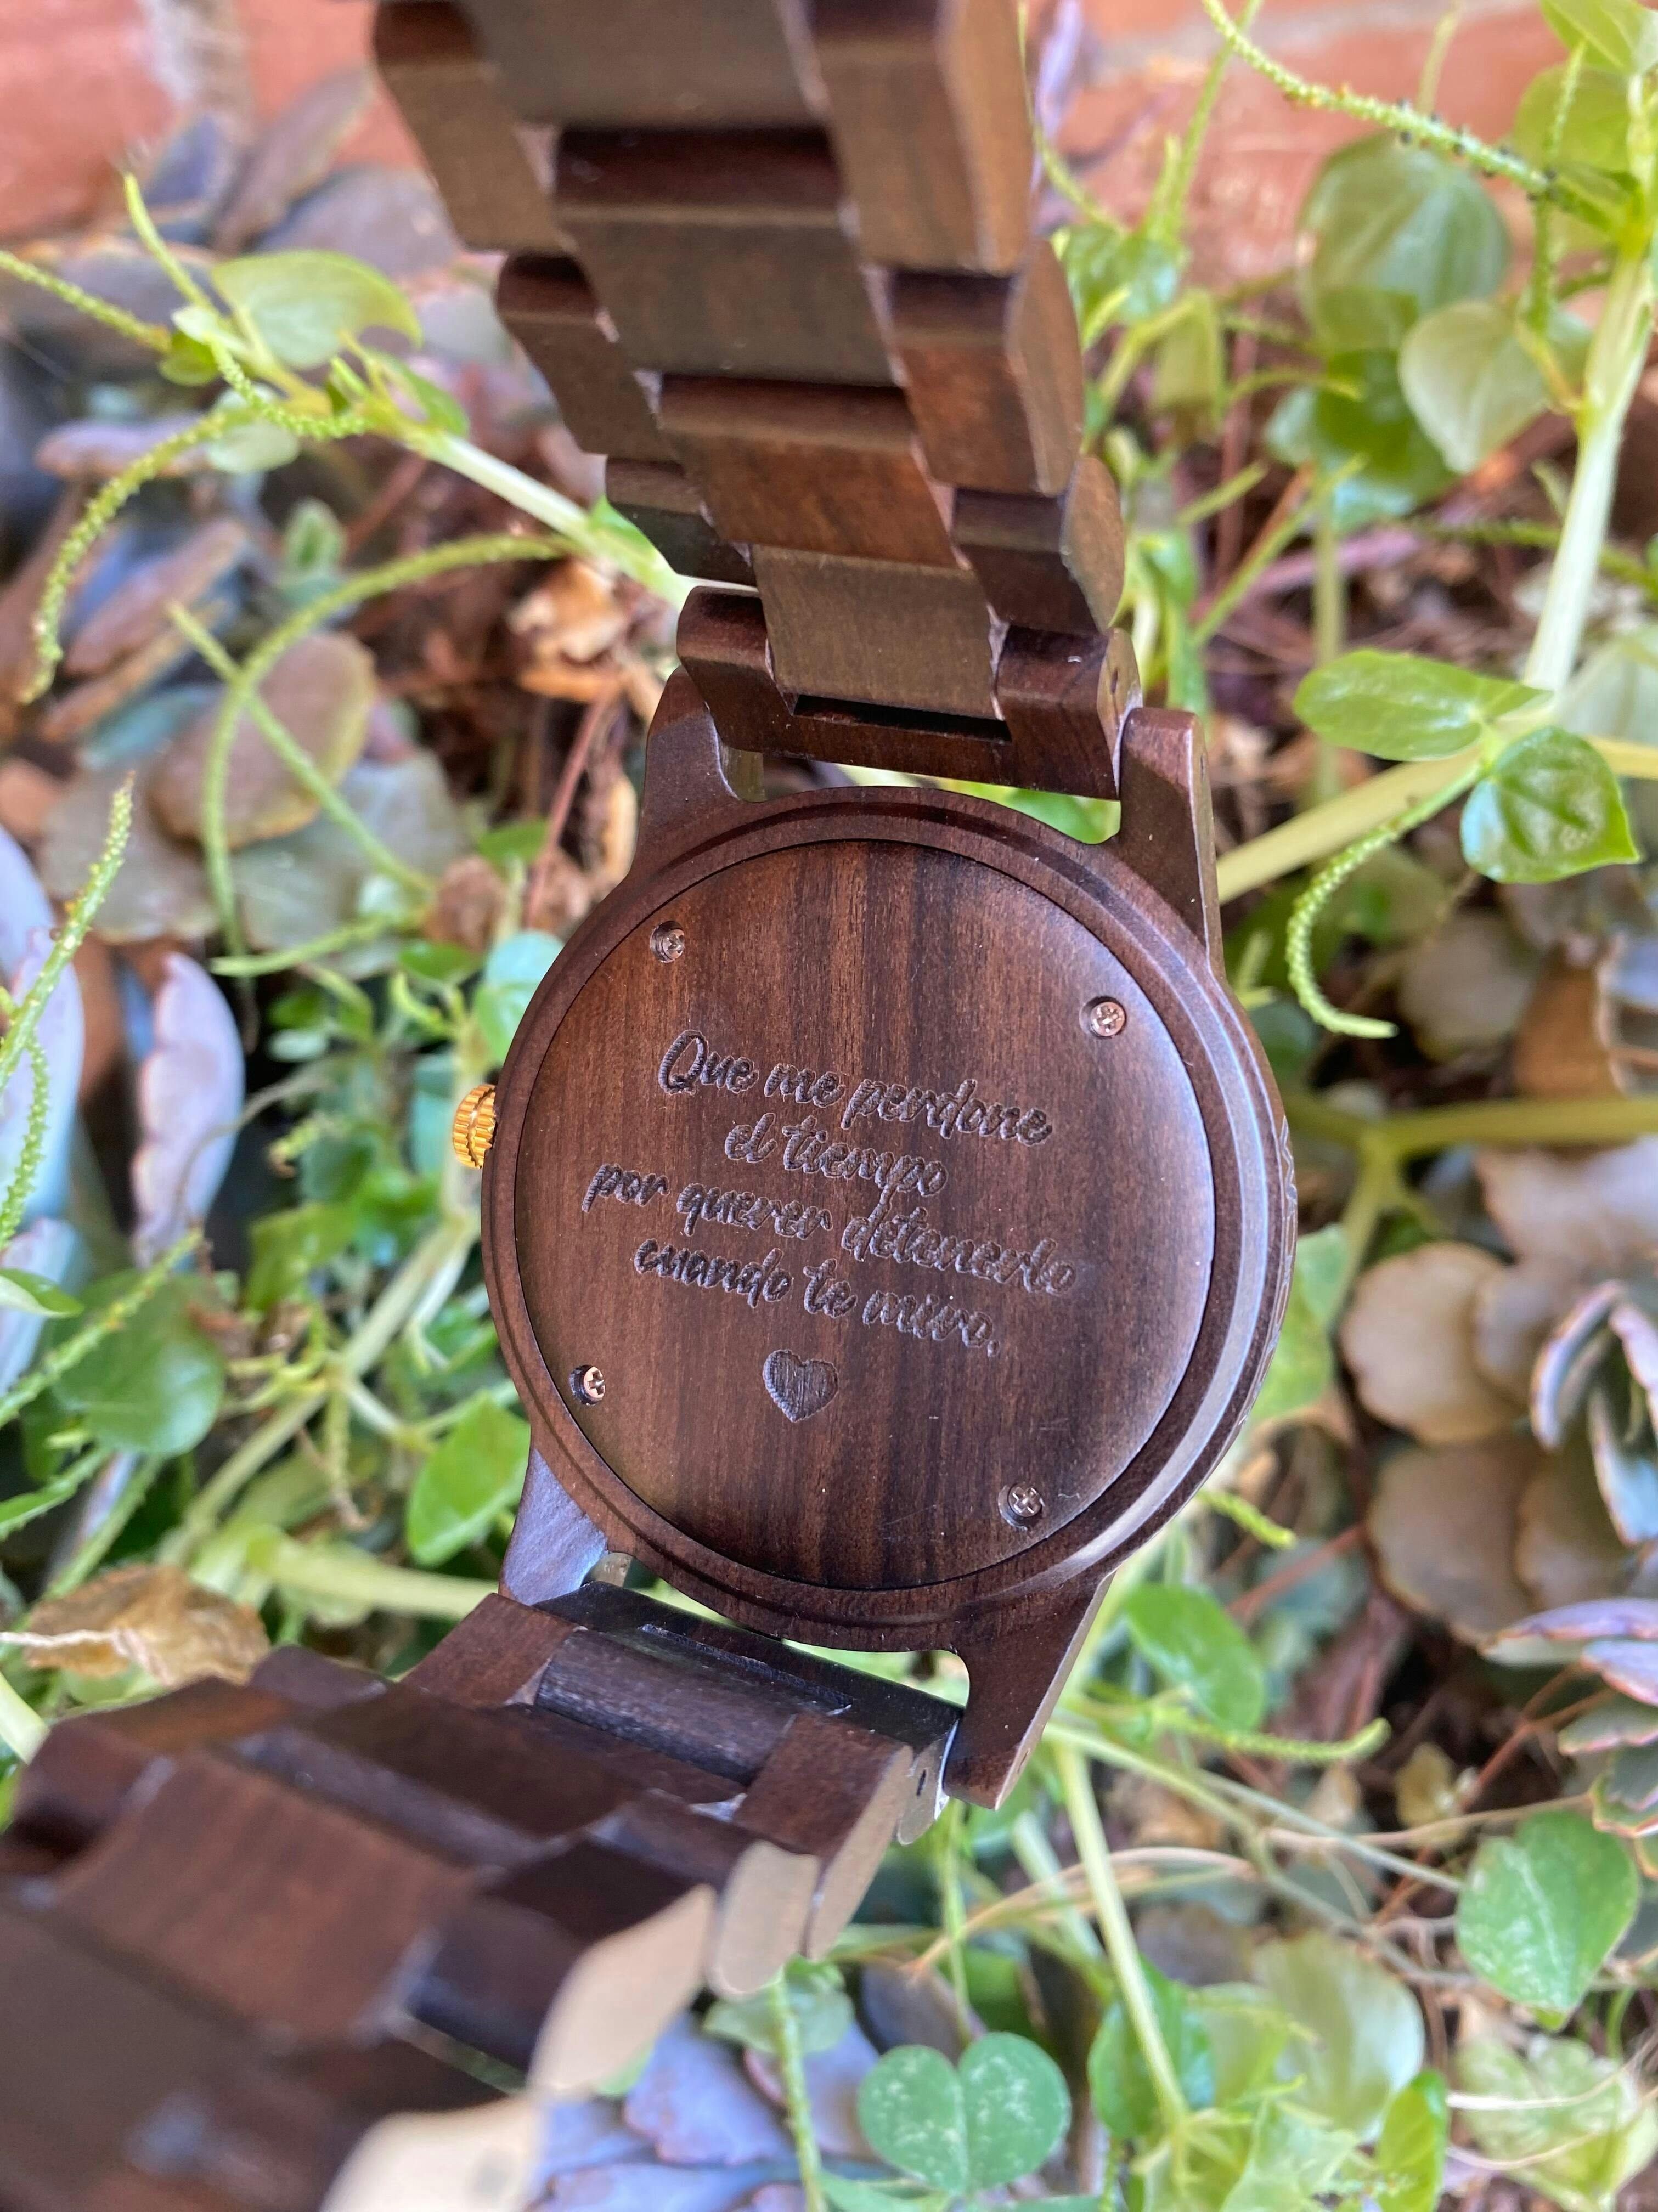 Que me perdone
el tiempo
por querer detenerlo
cuando te miro.